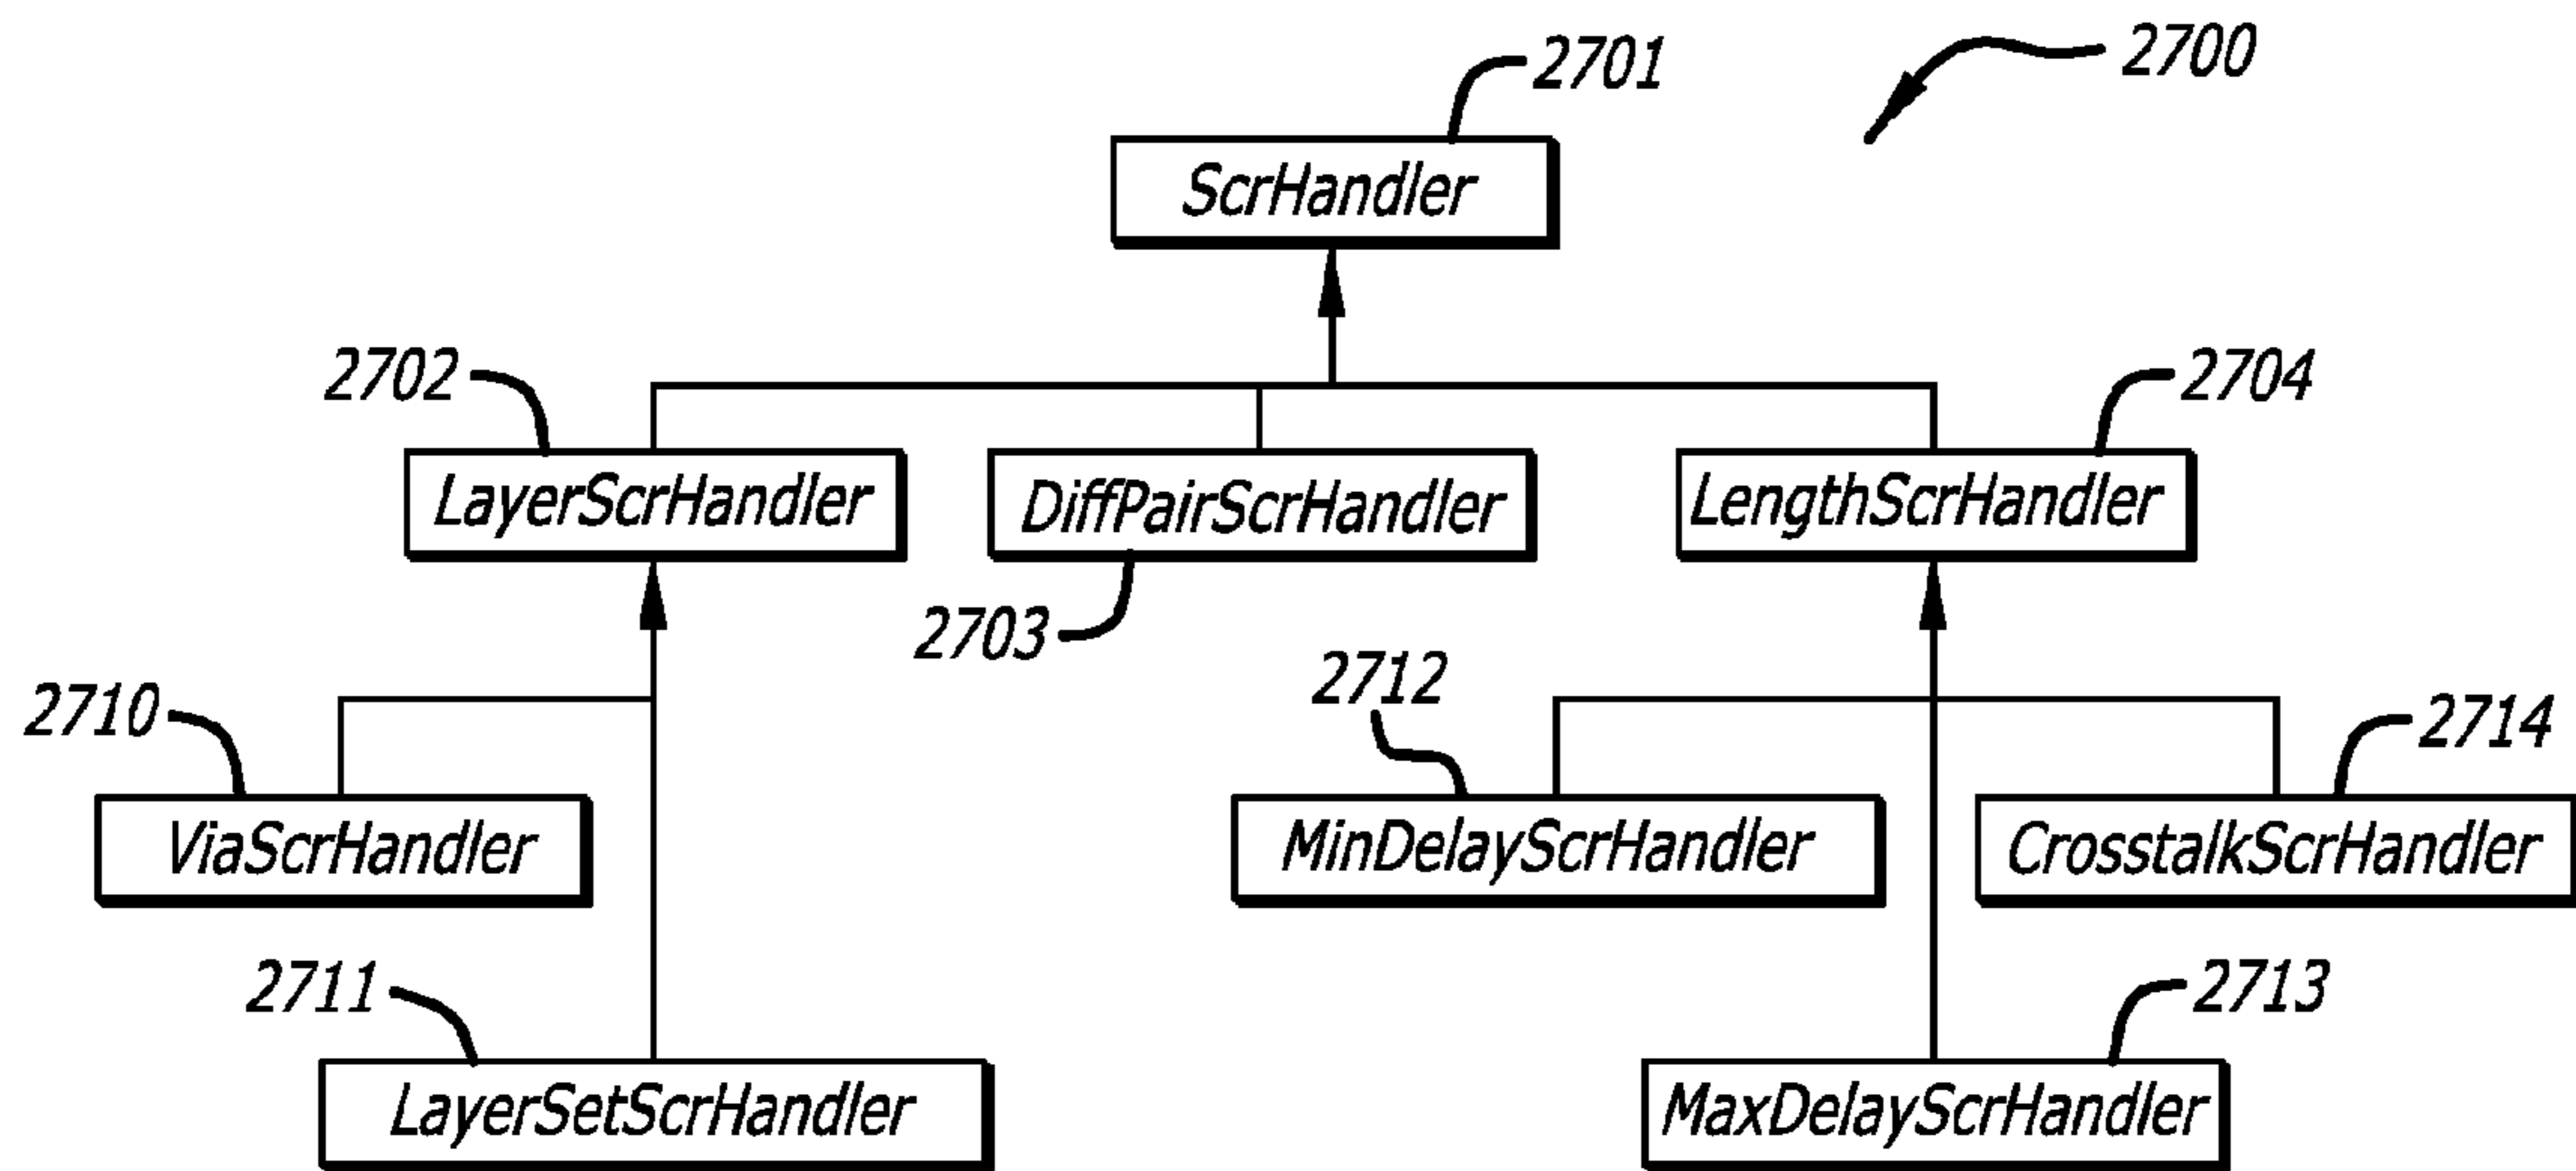 2700
2701
ScrHandler
2702
2704
LayerScrHandler
DiffPairScrHandler
LengthScrHandler
2703
2710
2712
2714
ViaScrHandler
MinDelayScrHandler
CrosstalkScrHandler
2711
2713
LayerSetScrHandler
MaxDelayScrHandler